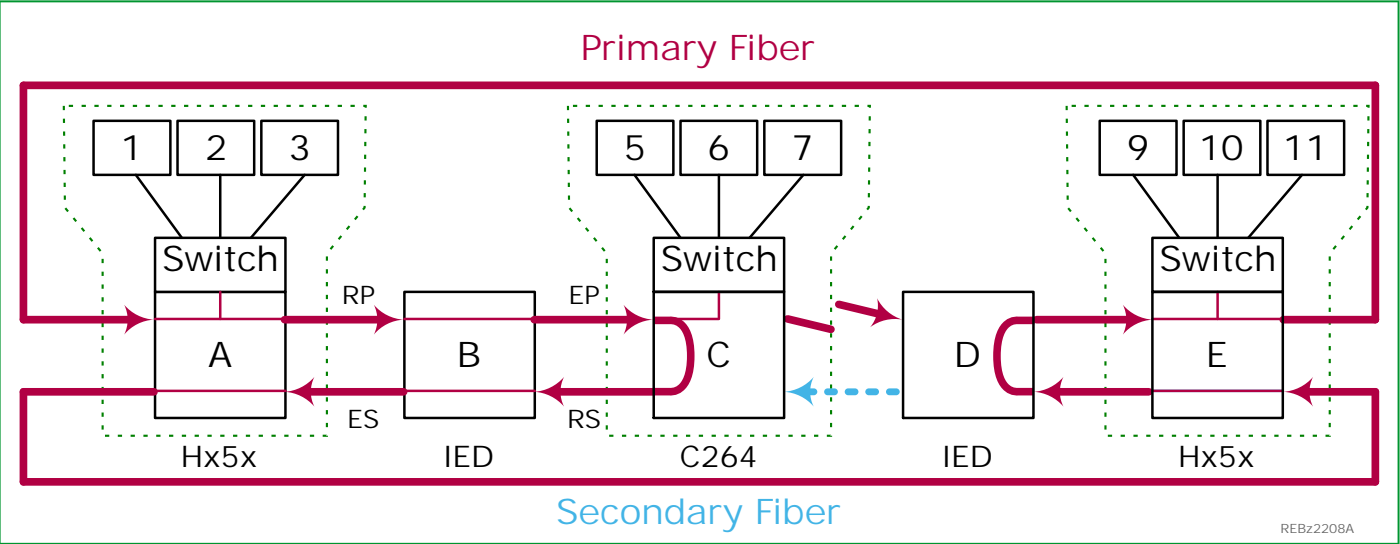 Primary Fiber
1 2 3 5 6 7 9 10 11
Switch Switch Switch
RP EP
A B C D E
ES RS
Hx5x IED C264 IED Hx5x
Secondary Fiber
REBz2208A